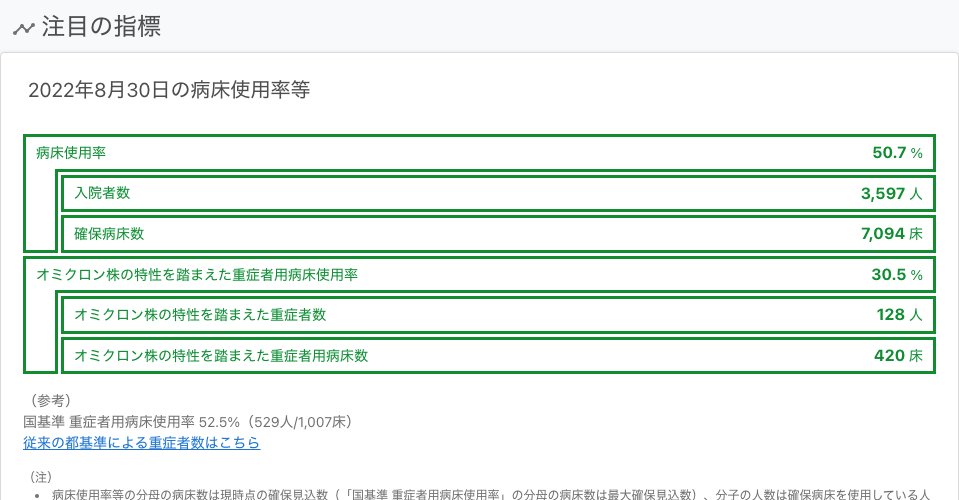 注目の指標
2022年8月30日の病床使用率等
病床使用率 50.7 %
入院者数 3,597 人
確保病床数 7,094 床
オミクロン株の特性を踏まえた重症者用病床使用率 30.5 %
オミクロン株の特性を踏まえた重症者数 128 人
オミクロン株の特性を踏まえた重症者用病床数 420 床
（参考）
国基準 重症者用病床使用率 52.5%（529人/1,007床）
従来の都基準による重症者数はこちら
（注）
• 病床使用率等の分母の病床数は現時点の確保見込数（「国基準 重症者用病床使用率」の分母の病床数は最大確保見込数）、分子の人数は確保病床を使用している人